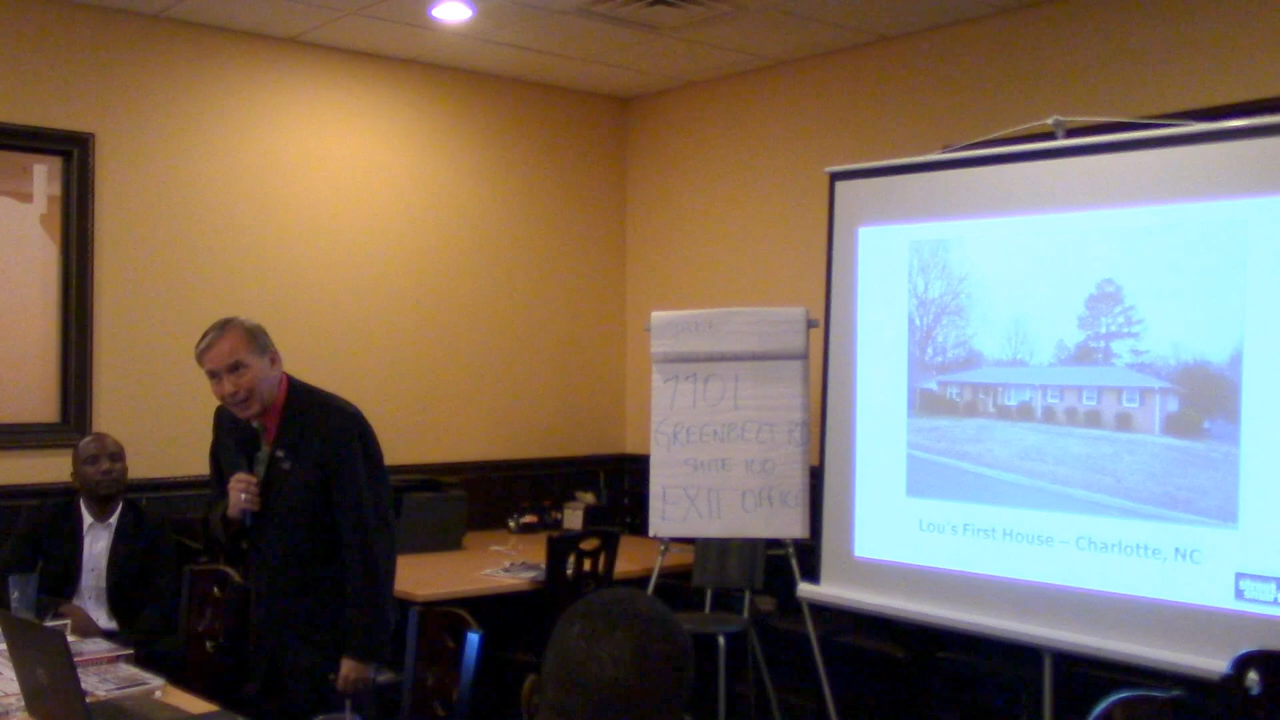 7701
GREENBELT RD
SUITE 100
EXIT OFFICE
Lou's First House – Charlotte, NC